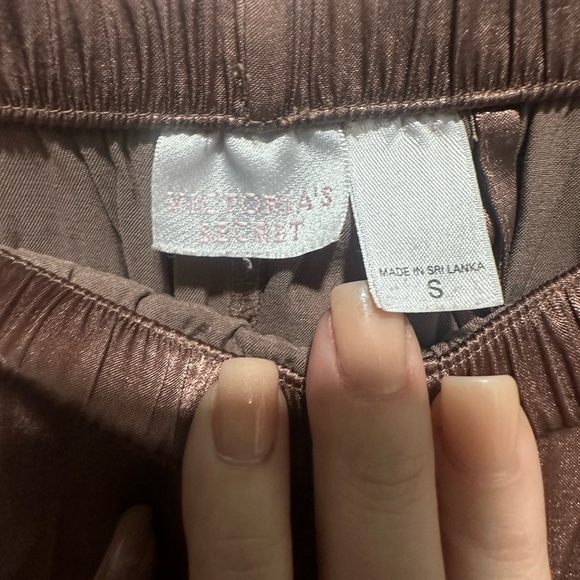 VICTORIA'S
SECRET
MADE IN SRI LANKA
S